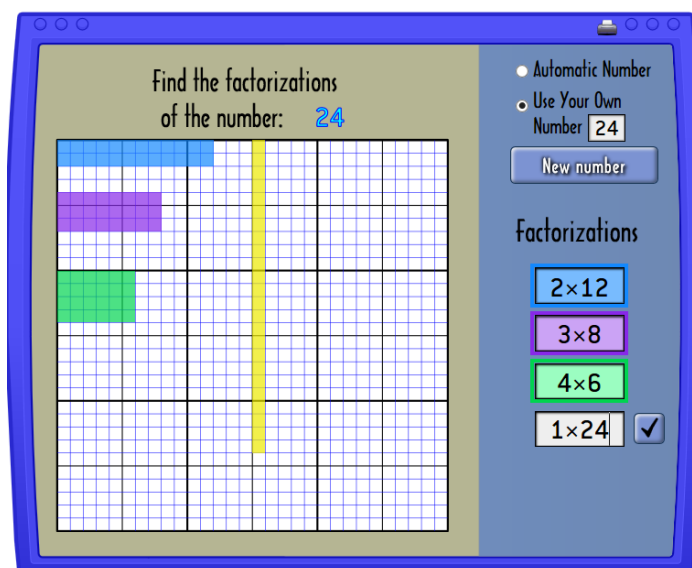 Find the factorizations
of the number: 24
Automatic Number
Use Your Own
Number 24
New number
Factorizations
2×12
3×8
4×6
1×24